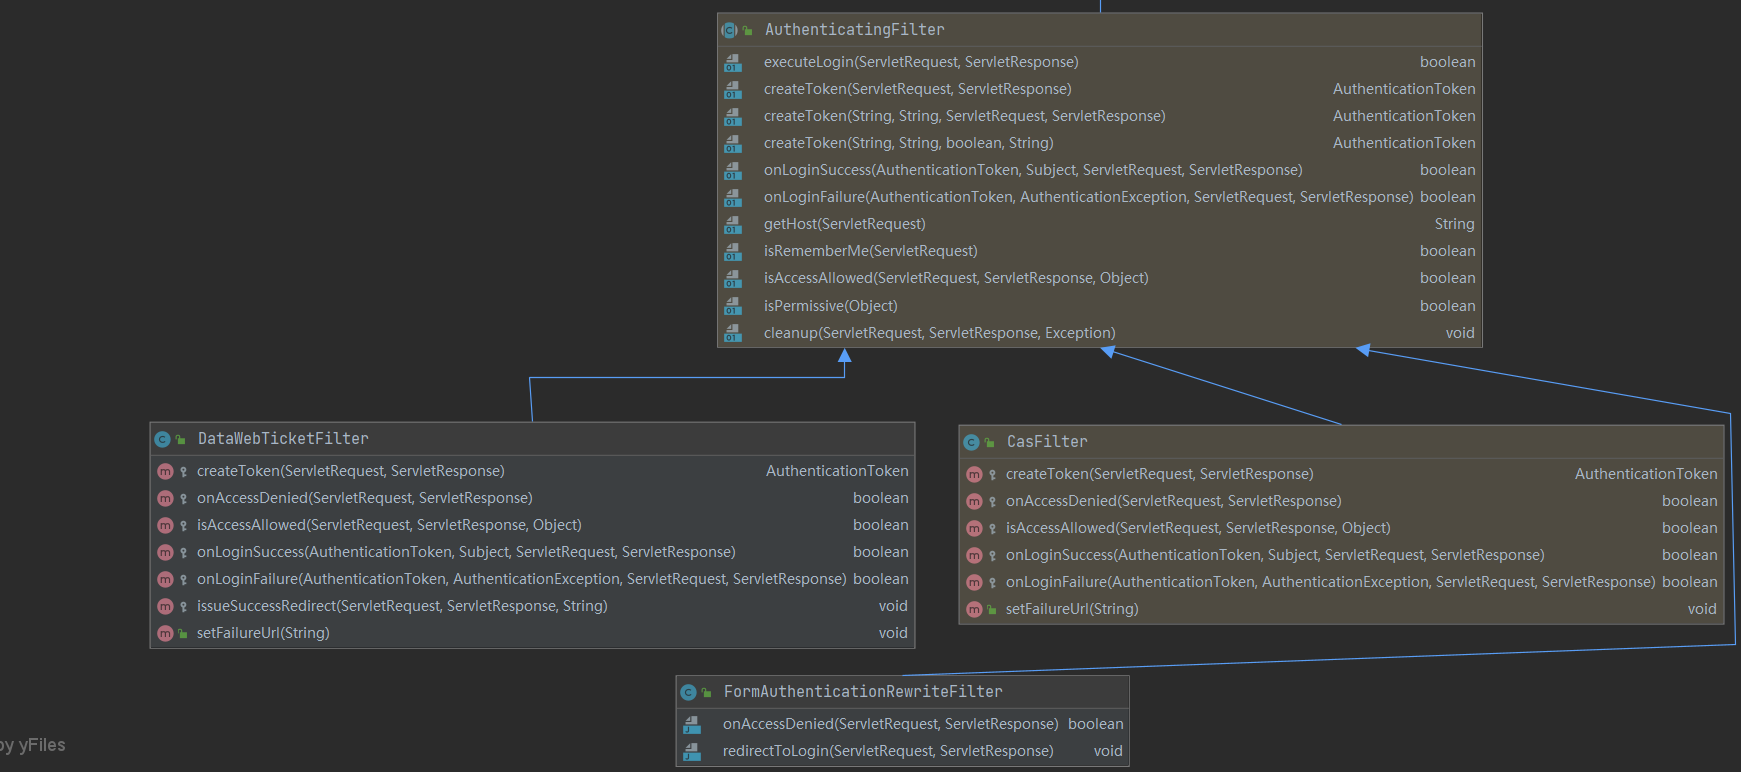 AuthenticatingFilter
executeLogin(ServletRequest, ServletResponse) boolean
createToken(ServletRequest, ServletResponse) AuthenticationToken
createToken(String, String, ServletRequest, ServletResponse) AuthenticationToken
createToken(String, String, boolean, String) AuthenticationToken
onLoginSuccess(AuthenticationToken, Subject, ServletRequest, ServletResponse) boolean
onLoginFailure(AuthenticationToken, AuthenticationException, ServletRequest, ServletResponse) boolean
getHost(ServletRequest) String
isRememberMe(ServletRequest) boolean
isAccessAllowed(ServletRequest, ServletResponse, Object) boolean
isPermissive(Object) boolean
cleanup(ServletRequest, ServletResponse, Exception) void
DataWebTicketFilter
createToken(ServletRequest, ServletResponse) AuthenticationToken
onAccessDenied(ServletRequest, ServletResponse) boolean
isAccessAllowed(ServletRequest, ServletResponse, Object) boolean
onLoginSuccess(AuthenticationToken, Subject, ServletRequest, ServletResponse) boolean
onLoginFailure(AuthenticationToken, AuthenticationException, ServletRequest, ServletResponse) boolean
issueSuccessRedirect(ServletRequest, ServletResponse, String) void
setFailureUrl(String) void
CasFilter
createToken(ServletRequest, ServletResponse) AuthenticationToken
onAccessDenied(ServletRequest, ServletResponse) boolean
isAccessAllowed(ServletRequest, ServletResponse, Object) boolean
onLoginSuccess(AuthenticationToken, Subject, ServletRequest, ServletResponse) boolean
onLoginFailure(AuthenticationToken, AuthenticationException, ServletRequest, ServletResponse) boolean
setFailureUrl(String) void
FormAuthenticationRewriteFilter
onAccessDenied(ServletRequest, ServletResponse) boolean
redirectToLogin(ServletRequest, ServletResponse) void
by yFiles